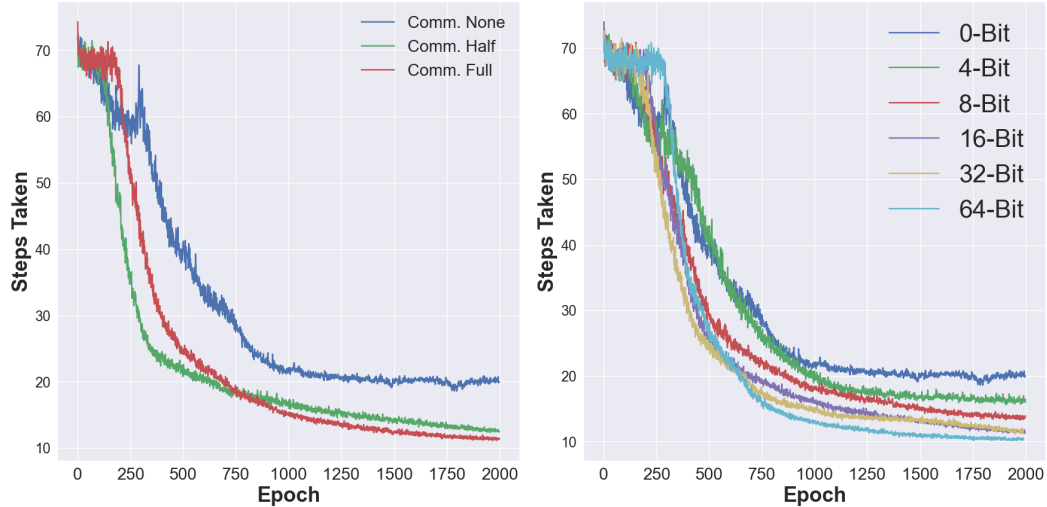 Comm. None
Comm. Half
Comm. Full
70
60
50
40
30
20
10
Steps Taken
0 250 500 750 1000 1250 1500 1750 2000
Epoch
0-Bit
4-Bit
8-Bit
16-Bit
32-Bit
64-Bit
70
60
50
40
30
20
10
Steps Taken
0 250 500 750 1000 1250 1500 1750 2000
Epoch